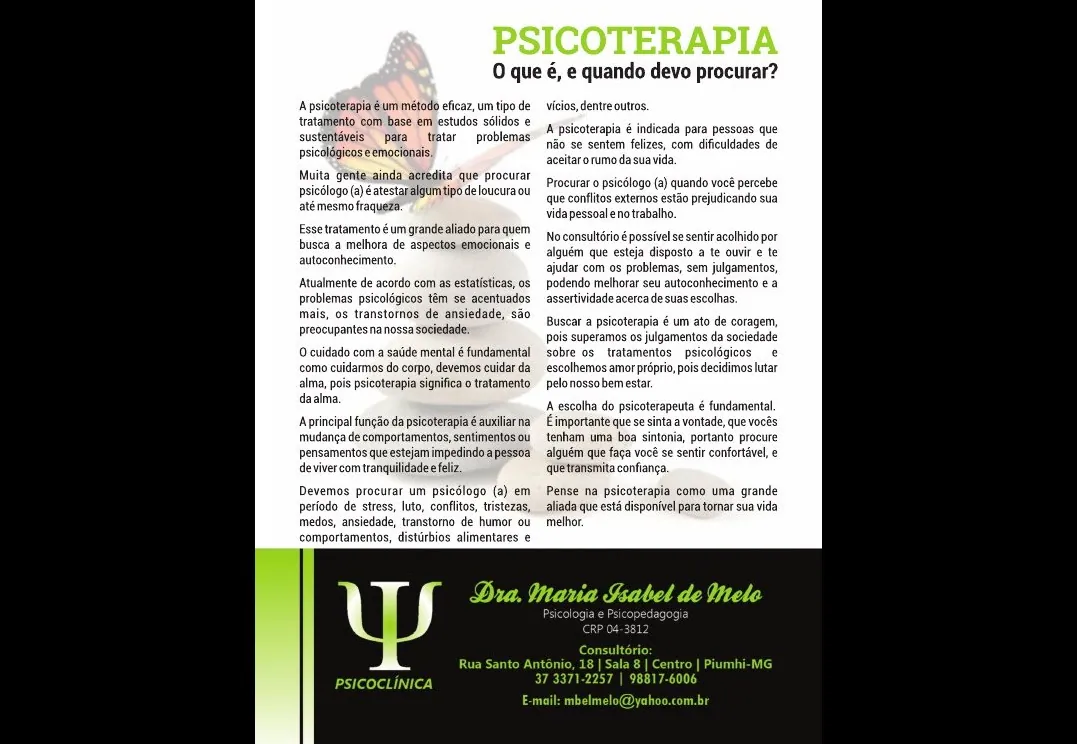 PSICOTERAPIA
O que é, e quando devo procurar?
A psicoterapia é um método eficaz, um tipo de
tratamento com base em estudos sólidos e
sustentáveis para tratar problemas
psicológicos e emocionais.
Muita gente ainda acredita que procurar
psicólogo (a) é atestar algum tipo de loucura ou
até mesmo fraqueza.
Esse tratamento é um grande aliado para quem
busca a melhora de aspectos emocionais e
autoconhecimento.
Atualmente de acordo com as estatísticas, os
problemas psicológicos têm se acentuados
mais, os transtornos de ansiedade, são
preocupantes na nossa sociedade.
O cuidado com a saúde mental é fundamental
como cuidarmos do corpo, devemos cuidar da
alma, pois psicoterapia significa o tratamento
da alma.
A principal função da psicoterapia é auxiliar na
mudança de comportamentos, sentimentos ou
pensamentos que estejam impedindo a pessoa
de viver com tranquilidade e feliz.
Devemos procurar um psicólogo (a) em
período de stress, luto, conflitos, tristezas,
medos, ansiedade, transtorno de humor ou
comportamentos, distúrbios alimentares e
vícios, dentre outros.
A psicoterapia é indicada para pessoas que
não se sentem felizes, com dificuldades de
aceitar o rumo da sua vida.
Procurar o psicólogo (a) quando você percebe
que conflitos externos estão prejudicando sua
vida pessoal e no trabalho.
No consultório é possível se sentir acolhido por
alguém que esteja disposto a te ouvir e te
ajudar com os problemas, sem julgamentos,
podendo melhorar seu autoconhecimento e a
assertividade acerca de suas escolhas.
Buscar a psicoterapia é um ato de coragem,
pois superamos os julgamentos da sociedade
sobre os tratamentos psicológicos e
escolhemos amor próprio, pois decidimos lutar
pelo nosso bem estar.
A escolha do psicoterapeuta é fundamental.
É importante que se sinta a vontade, que vocês
tenham uma boa sintonia, portanto procure
alguém que faça você se sentir confortável, e
que transmita confiança.
Pense na psicoterapia como uma grande
aliada que está disponível para tornar sua vida
melhor.
Ψ
PSICOCLÍNICA
Dra. Maria Isabel de Melo
Psicologia e Psicopedagogia
CRP 04-3812
Consultório:
Rua Santo Antônio, 18 | Sala 8 | Centro | Piumhi-MG
37 3371-2257 | 98817-6006
E-mail: mbelmelo@yahoo.com.br